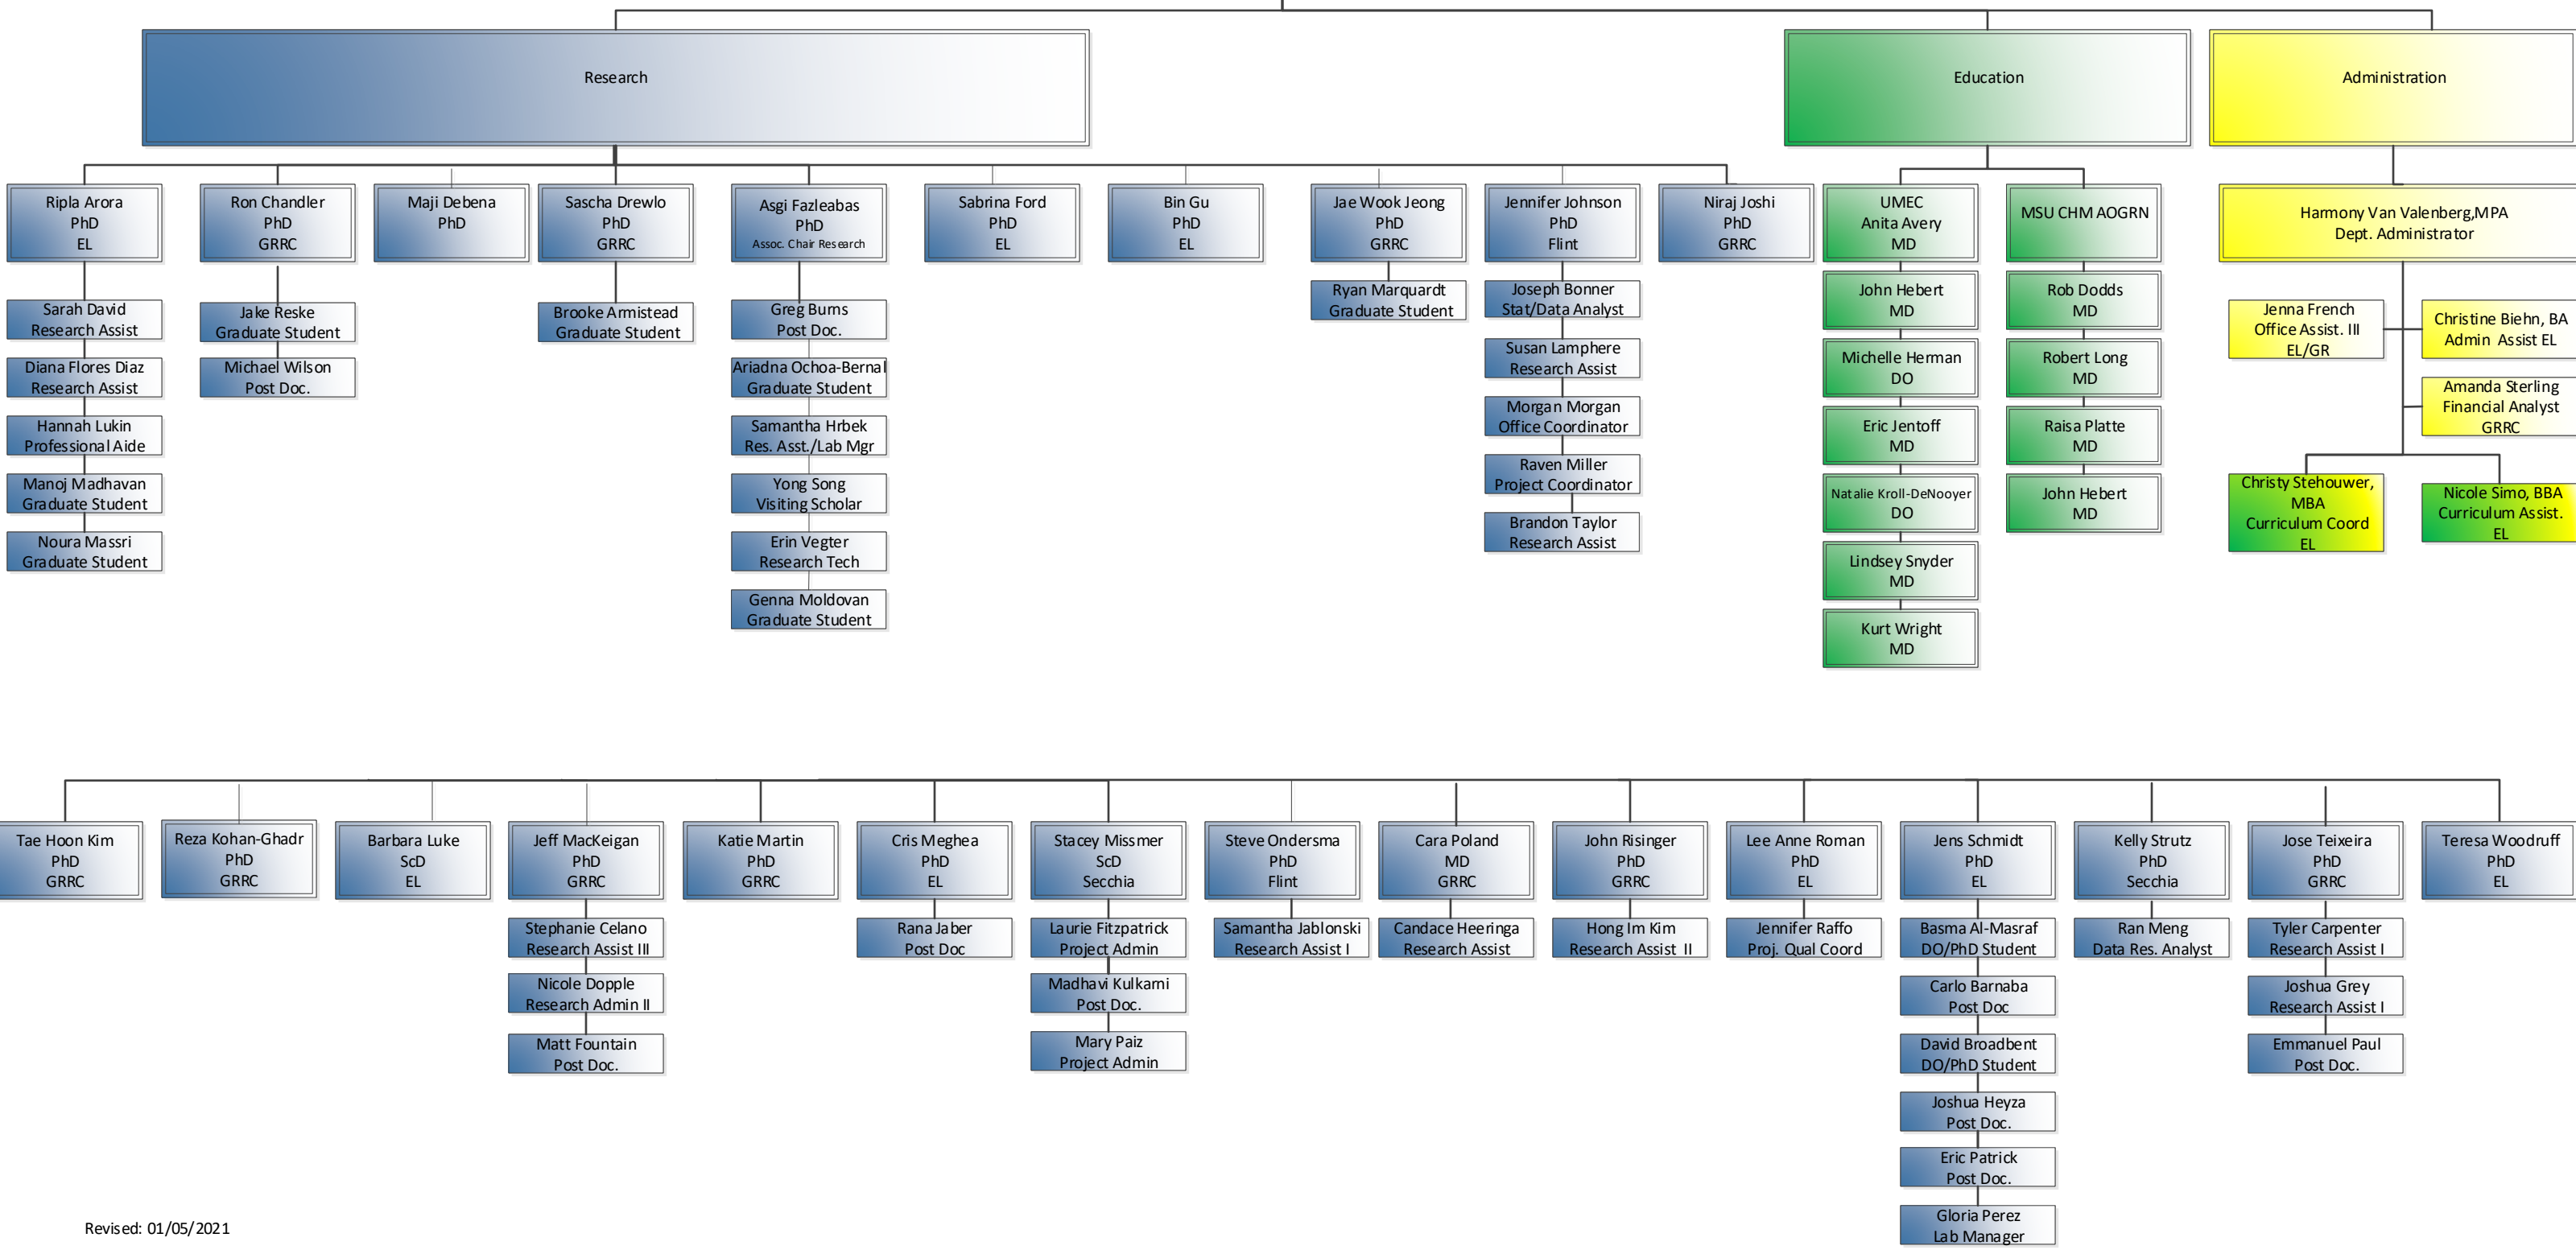 Research
Education
Administration
Ripla Arora
PhD
EL
Sarah David
Research Assist
Diana Flores Diaz
Research Assist
Hannah Lukin
Professional Aide
Manoj Madhavan
Graduate Student
Noura Massri
Graduate Student
Ron Chandler
PhD
GRRC
Jake Reske
Graduate Student
Michael Wilson
Post Doc.
Maji Debena
PhD
Sascha Drewlo
PhD
GRRC
Brooke Armistead
Graduate Student
Asgi Fazleabas
PhD
Assoc. Chair Research
Greg Burns
Post Doc.
Ariadna Ochoa-Bernal
Graduate Student
Samantha Hrbek
Res. Asst./Lab Mgr
Yong Song
Visiting Scholar
Erin Vegter
Research Tech
Genna Moldovan
Graduate Student
Sabrina Ford
PhD
EL
Bin Gu
PhD
EL
Jae Wook Jeong
PhD
GRRC
Ryan Marquardt
Graduate Student
Jennifer Johnson
PhD
Flint
Joseph Bonner
Stat/Data Analyst
Susan Lamphere
Research Assist
Morgan Morgan
Office Coordinator
Raven Miller
Project Coordinator
Brandon Taylor
Research Assist
Niraj Joshi
PhD
GRRC
UMEC
Anita Avery
MD
John Hebert
MD
Michelle Herman
DO
Eric Jentoff
MD
Natalie Kroll-DeNooyer
DO
Lindsey Snyder
MD
Kurt Wright
MD
MSU CHM AOGRN
Rob Dodds
MD
Robert Long
MD
Raisa Platte
MD
John Hebert
MD
Harmony Van Valenberg,MPA
Dept. Administrator
Jenna French
Office Assist. III
EL/GR
Christine Biehn, BA
Admin Assist EL
Amanda Sterling
Financial Analyst
GRRC
Christy Stehouwer,
MBA
Curriculum Coord
EL
Nicole Simo, BBA
Curriculum Assist.
EL
Tae Hoon Kim
PhD
GRRC
Reza Kohan-Ghadr
PhD
GRRC
Barbara Luke
ScD
EL
Jeff MacKeigan
PhD
GRRC
Stephanie Celano
Research Assist III
Nicole Dopple
Research Admin II
Matt Fountain
Post Doc.
Katie Martin
PhD
GRRC
Cris Meghea
PhD
EL
Rana Jaber
Post Doc
Stacey Missmer
ScD
Secchia
Laurie Fitzpatrick
Project Admin
Madhavi Kulkarni
Post Doc.
Mary Paiz
Project Admin
Steve Ondersma
PhD
Flint
Samantha Jablonski
Research Assist I
Cara Poland
MD
GRRC
Candace Heeringa
Research Assist
John Risinger
PhD
GRRC
Hong Im Kim
Research Assist II
Lee Anne Roman
PhD
EL
Jennifer Raffo
Proj. Qual Coord
Jens Schmidt
PhD
EL
Basma Al-Masraf
DO/PhD Student
Carlo Barnaba
Post Doc
David Broadbent
DO/PhD Student
Joshua Heyza
Post Doc.
Eric Patrick
Post Doc.
Gloria Perez
Lab Manager
Kelly Strutz
PhD
Secchia
Ran Meng
Data Res. Analyst
Jose Teixeira
PhD
GRRC
Tyler Carpenter
Research Assist I
Joshua Grey
Research Assist I
Emmanuel Paul
Post Doc.
Teresa Woodruff
PhD
EL
Revised: 01/05/2021